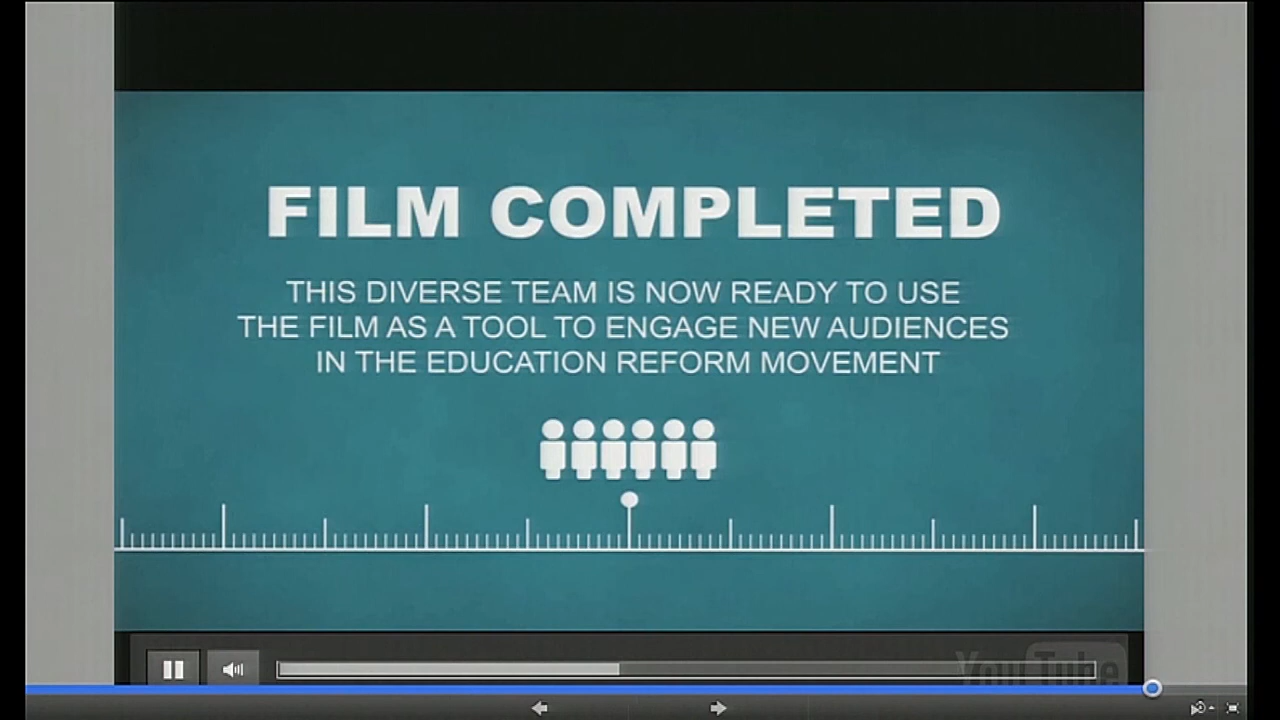 FILM COMPLETED
THIS DIVERSE TEAM IS NOW READY TO USE
THE FILM AS A TOOL TO ENGAGE NEW AUDIENCES
IN THE EDUCATION REFORM MOVEMENT
YouTube